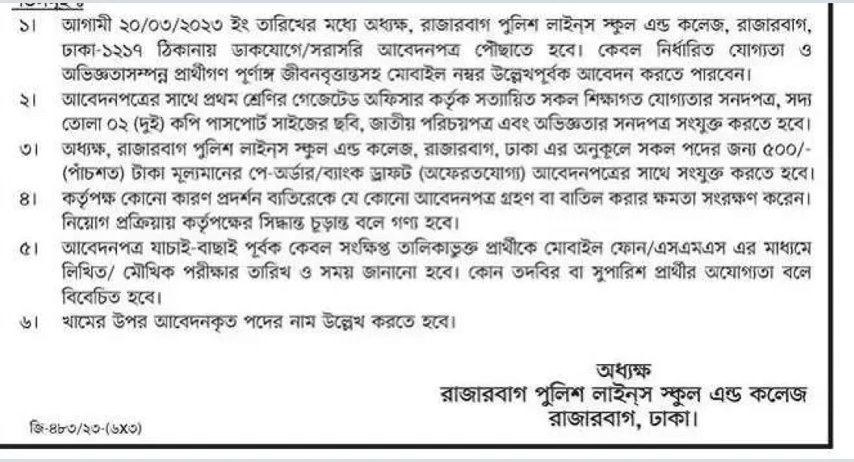 ১। আগামী ২০/০৩/২০২৩ ইং তারিখের মধ্যে অধ্যক্ষ, রাজারবাগ পুলিশ লাইন্স স্কুল এন্ড কলেজ, রাজারবাগ,
ঢাকা-১২১৭ ঠিকানায় ডাকযোগে/সরাসরি আবেদনপত্র পৌঁছাতে হবে। কেবল নির্ধারিত যোগ্যতা ও
অভিজ্ঞতাসম্পন্ন প্রার্থীগণ পূর্ণাঙ্গ জীবনবৃত্তান্তসহ মোবাইল নম্বর উল্লেখপূর্বক আবেদন করতে পারবেন।
২। আবেদনপত্রের সাথে প্রথম শ্রেণির গেজেটেড অফিসার কর্তৃক সত্যায়িত সকল শিক্ষাগত যোগ্যতার সনদপত্র, সদ্য
তোলা ০২ (দুই) কপি পাসপোর্ট সাইজের ছবি, জাতীয় পরিচয়পত্র এবং অভিজ্ঞতার সনদপত্র সংযুক্ত করতে হবে।
৩। অধ্যক্ষ, রাজারবাগ পুলিশ লাইন্স স্কুল এন্ড কলেজ, রাজারবাগ, ঢাকা এর অনুকূলে সকল পদের জন্য ৫০০/-
(পাঁচশত) টাকা মূল্যমানের পে-অর্ডার/ব্যাংক ড্রাফট (অফেরতযোগ্য) আবেদনপত্রের সাথে সংযুক্ত করতে হবে।
৪। কর্তৃপক্ষ কোনো কারণ প্রদর্শন ব্যতিরেকে যে কোনো আবেদনপত্র গ্রহণ বা বাতিল করার ক্ষমতা সংরক্ষণ করেন।
নিয়োগ প্রক্রিয়ায় কর্তৃপক্ষের সিদ্ধান্ত চূড়ান্ত বলে গণ্য হবে।
৫। আবেদনপত্র যাচাই-বাছাই পূর্বক কেবল সংক্ষিপ্ত তালিকাভুক্ত প্রার্থীকে মোবাইল ফোন/এসএমএস এর মাধ্যমে
লিখিত/ মৌখিক পরীক্ষার তারিখ ও সময় জানানো হবে। কোন তদবির বা সুপারিশ প্রার্থীর অযোগ্যতা বলে
বিবেচিত হবে।
৬। খামের উপর আবেদনকৃত পদের নাম উল্লেখ করতে হবে।
অধ্যক্ষ
রাজারবাগ পুলিশ লাইন্স স্কুল এন্ড কলেজ
রাজারবাগ, ঢাকা।
জি-৪৮৩/২৩-(৬X৩)